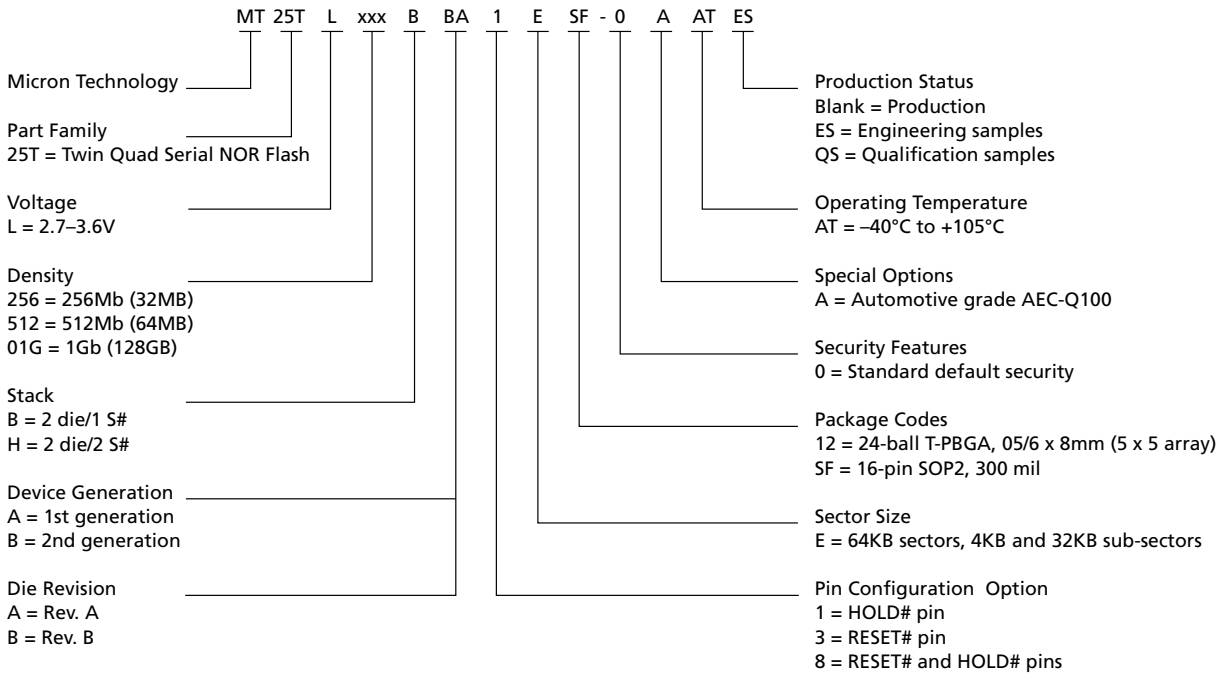 MT 25T L xxx B BA 1 E SF - 0 A AT ES
Micron Technology
Part Family
25T = Twin Quad Serial NOR Flash
Voltage
L = 2.7–3.6V
Density
256 = 256Mb (32MB)
512 = 512Mb (64MB)
01G = 1Gb (128GB)
Stack
B = 2 die/1 S#
H = 2 die/2 S#
Device Generation
A = 1st generation
B = 2nd generation
Die Revision
A = Rev. A
B = Rev. B
Production Status
Blank = Production
ES = Engineering samples
QS = Qualification samples
Operating Temperature
AT = –40°C to +105°C
Special Options
A = Automotive grade AEC-Q100
Security Features
0 = Standard default security
Package Codes
12 = 24-ball T-PBGA, 05/6 x 8mm (5 x 5 array)
SF = 16-pin SOP2, 300 mil
Sector Size
E = 64KB sectors, 4KB and 32KB sub-sectors
Pin Configuration Option
1 = HOLD# pin
3 = RESET# pin
8 = RESET# and HOLD# pins